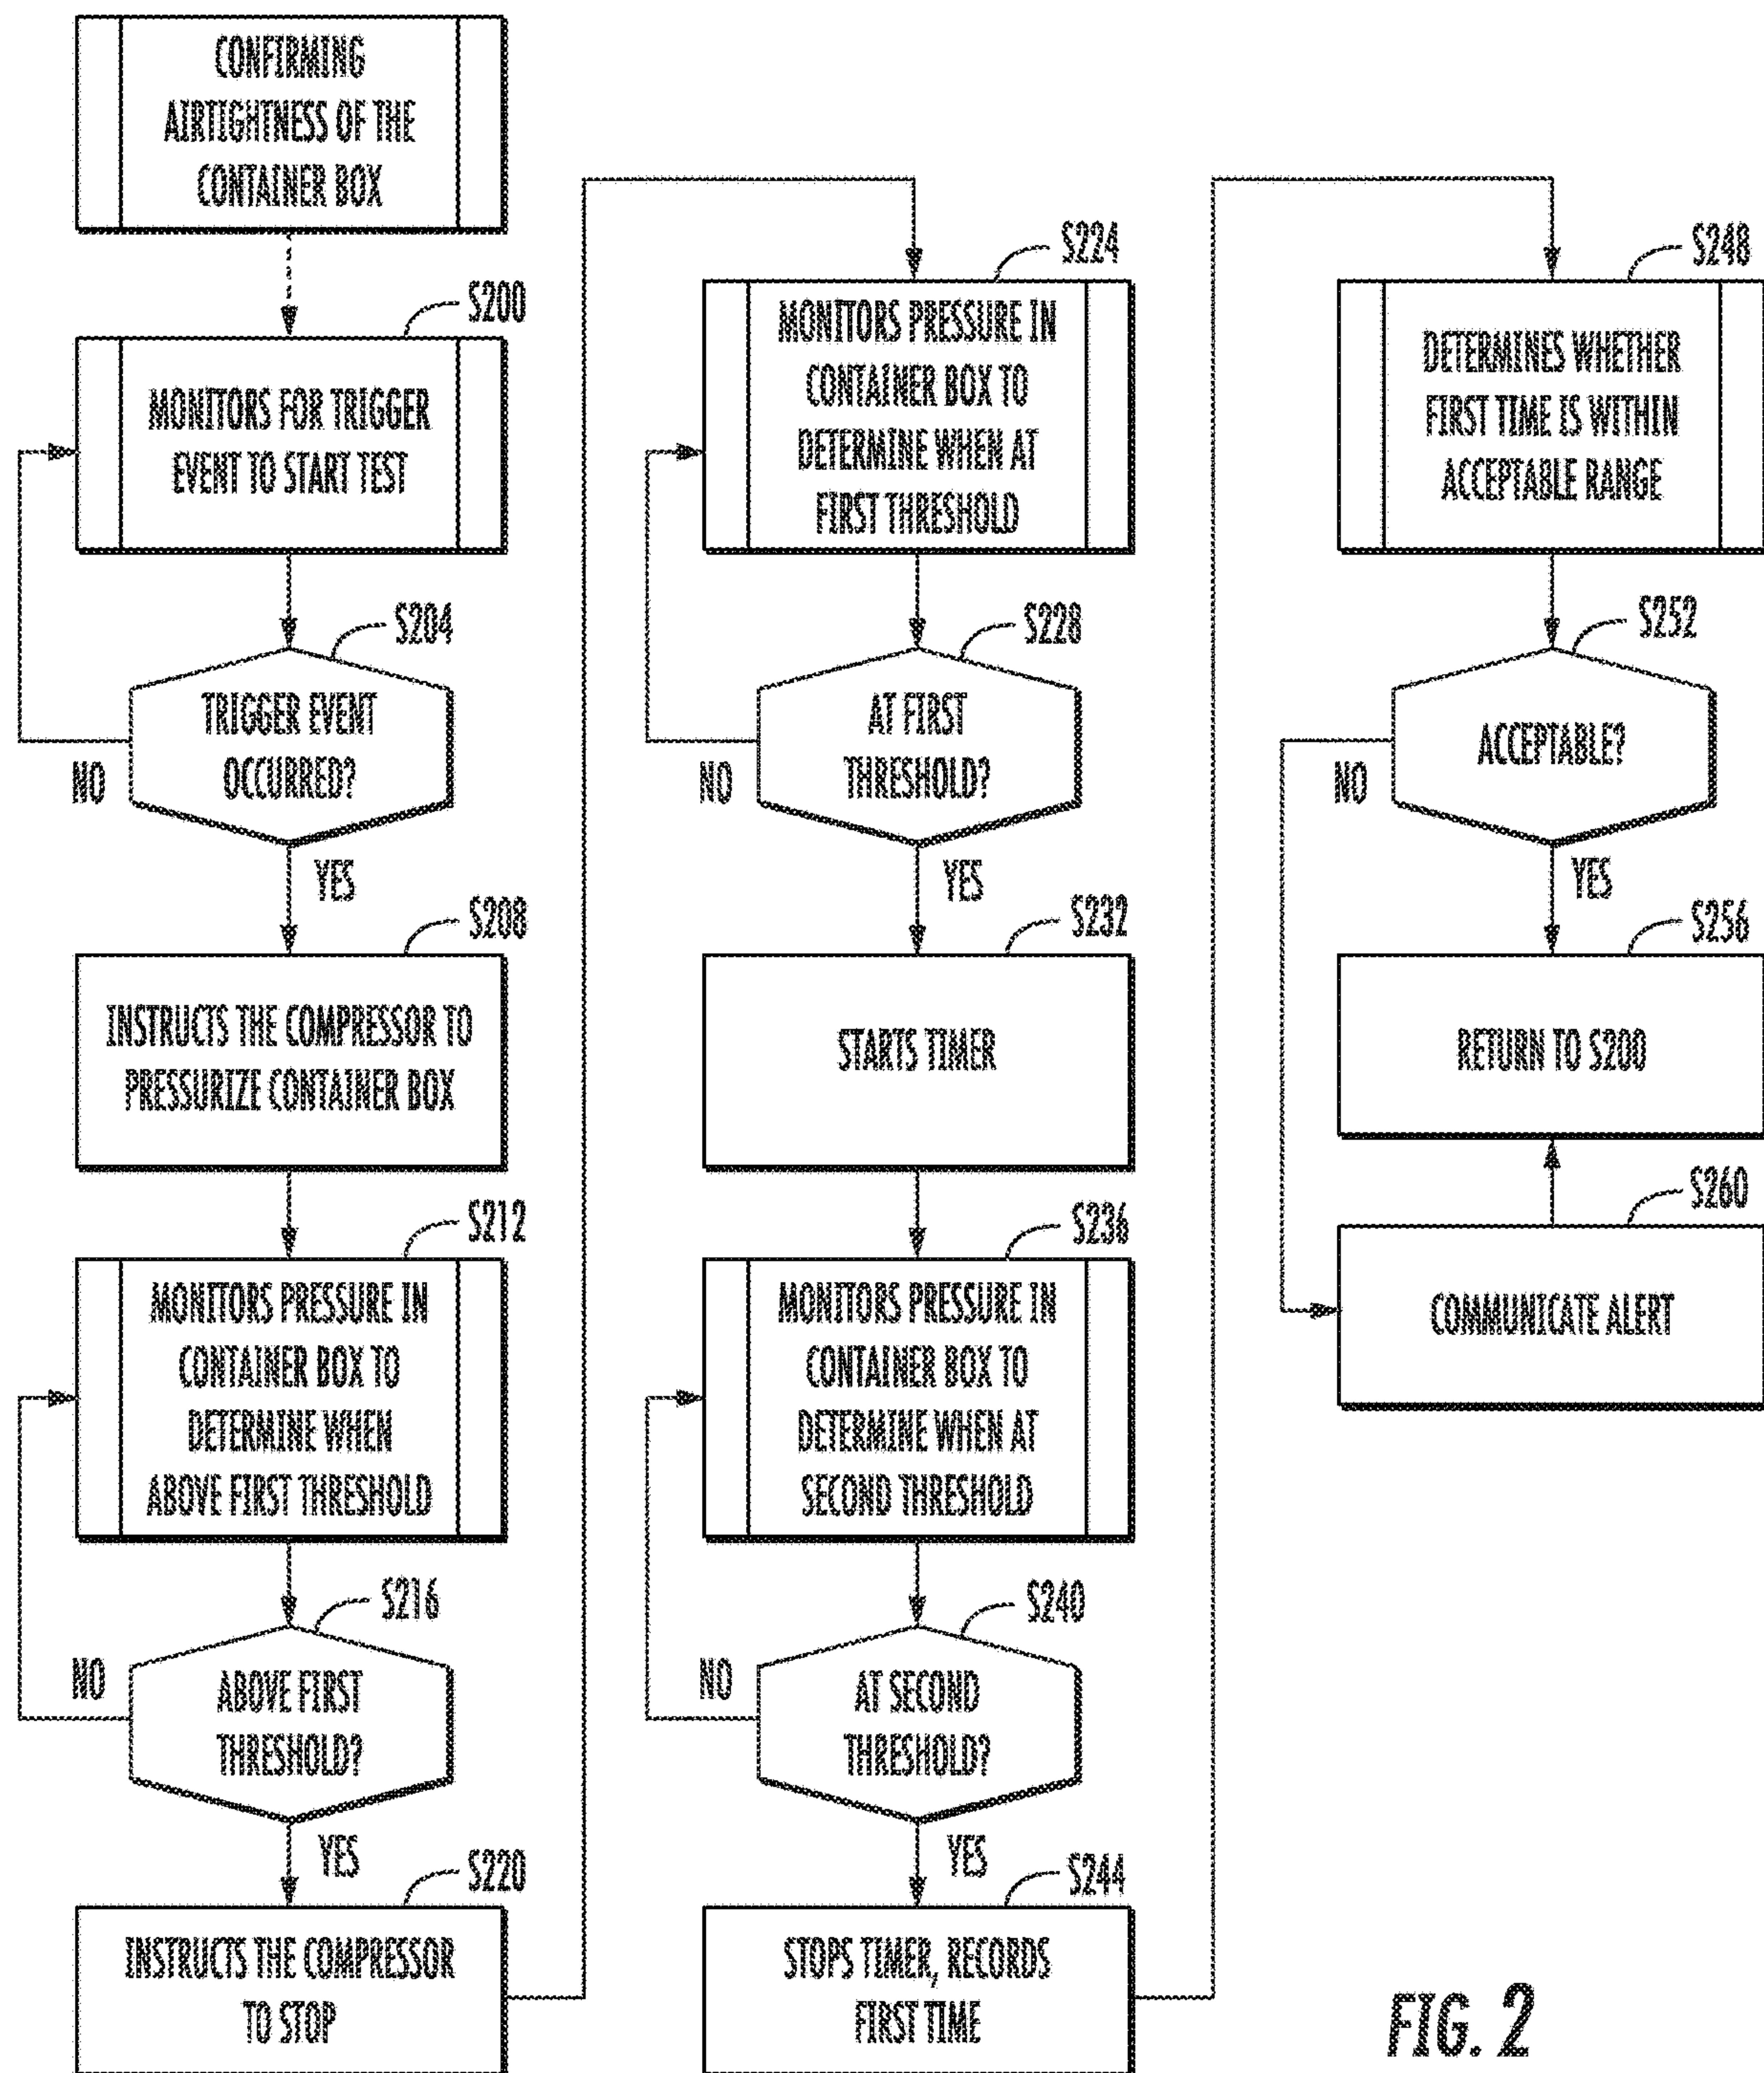 CONFIRMING
AIRTIGHTNESS OF THE
CONTAINER BOX
S200
MONITORS FOR TRIGGER
EVENT TO START TEST
S204
TRIGGER EVENT
OCCURRED?
NO
YES
S208
INSTRUCTS THE COMPRESSOR TO
PRESSURIZE CONTAINER BOX
S212
MONITORS PRESSURE IN
CONTAINER BOX TO
DETERMINE WHEN
ABOVE FIRST THRESHOLD
S216
NO
ABOVE FIRST
THRESHOLD?
YES
S220
INSTRUCTS THE COMPRESSOR
TO STOP
S224
MONITORS PRESSURE IN
CONTAINER BOX TO
DETERMINE WHEN AT
FIRST THRESHOLD
S228
AT FIRST
THRESHOLD?
NO
YES
S232
STARTS TIMER
S236
MONITORS PRESSURE IN
CONTAINER BOX TO
DETERMINE WHEN AT
SECOND THRESHOLD
S240
NO
AT SECOND
THRESHOLD?
YES
S244
STOPS TIMER, RECORDS
FIRST TIME
S248
DETERMINES WHETHER
FIRST TIME IS WITHIN
ACCEPTABLE RANGE
S252
ACCEPTABLE?
NO
YES
S256
RETURN TO S200
S260
COMMUNICATE ALERT
FIG. 2